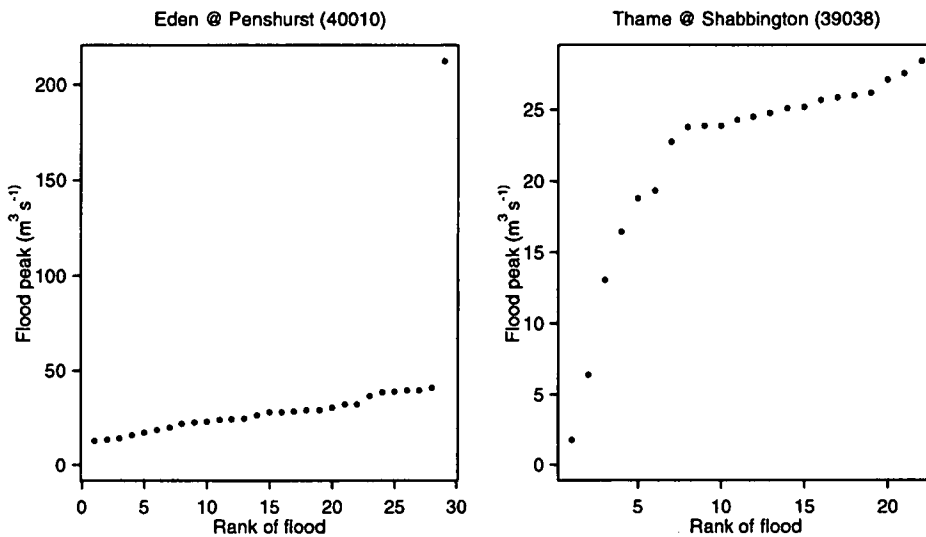 Eden @ Penshurst (40010)
Flood peak (m³ s⁻¹)
200
150
100
50
0
0 5 10 15 20 25 30
Rank of flood
Thame @ Shabbington (39038)
Flood peak (m³ s⁻¹)
25
20
15
10
5
0
5 10 15 20
Rank of flood